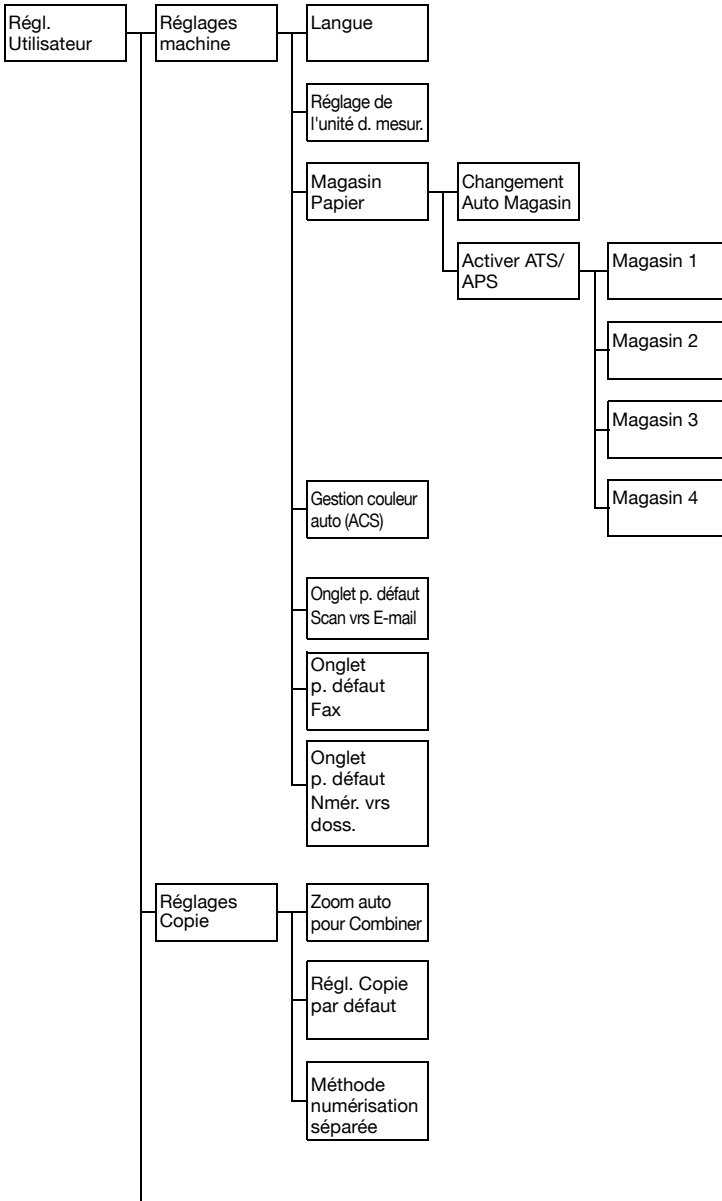 Régl.
Utilisateur
Réglages
machine
Langue
Réglage de
l'unité d. mesur.
Magasin
Papier
Changement
Auto Magasin
Activer ATS/
APS
Magasin 1
Magasin 2
Magasin 3
Magasin 4
Gestion couleur
auto (ACS)
Onglet p. défaut
Scan vrs E-mail
Onglet
p. défaut
Fax
Onglet
p. défaut
Nmér. vrs
doss.
Réglages
Copie
Zoom auto
pour Combiner
Régl. Copie
par défaut
Méthode
numérisation
séparée